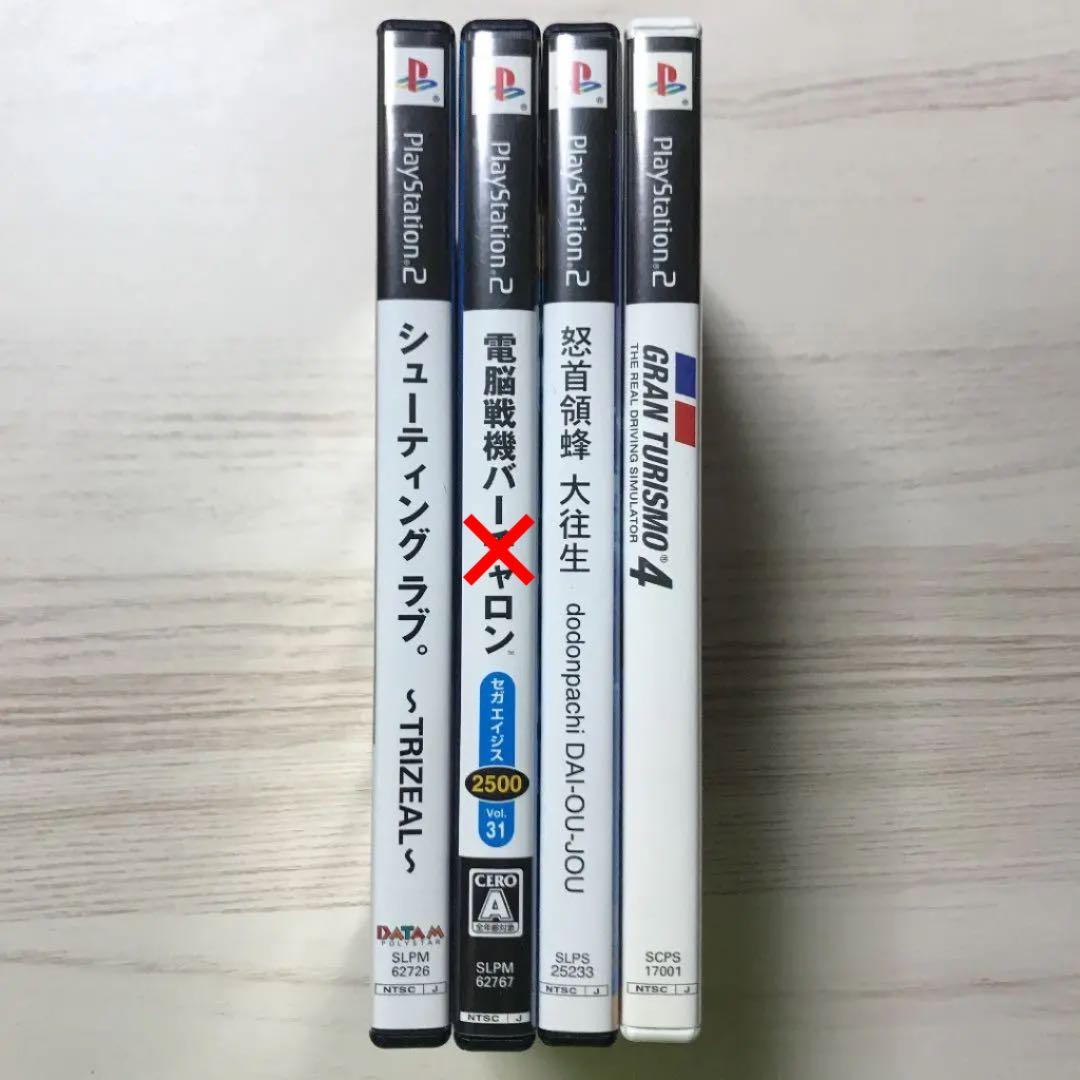 PlayStation®2
シューティング ラブ。 ~TRIZEAL~
DATAM
POLYSTAR
SLPM
62726
NTSC J
PlayStation®2
電脳戦機バー
ャロン™
セガ エイジス
2500
Vol.
31
CERO
A
全年齢対象
SLPM
62767
NTSC J
PlayStation®2
怒首領蜂 大往生 dodonpachi DAI-OU-JOU
SLPS
25233
NTSC J
PlayStation®2
GRAN TURISMO® 4
THE REAL DRIVING SIMULATOR
SCPS
17001
NTSC J